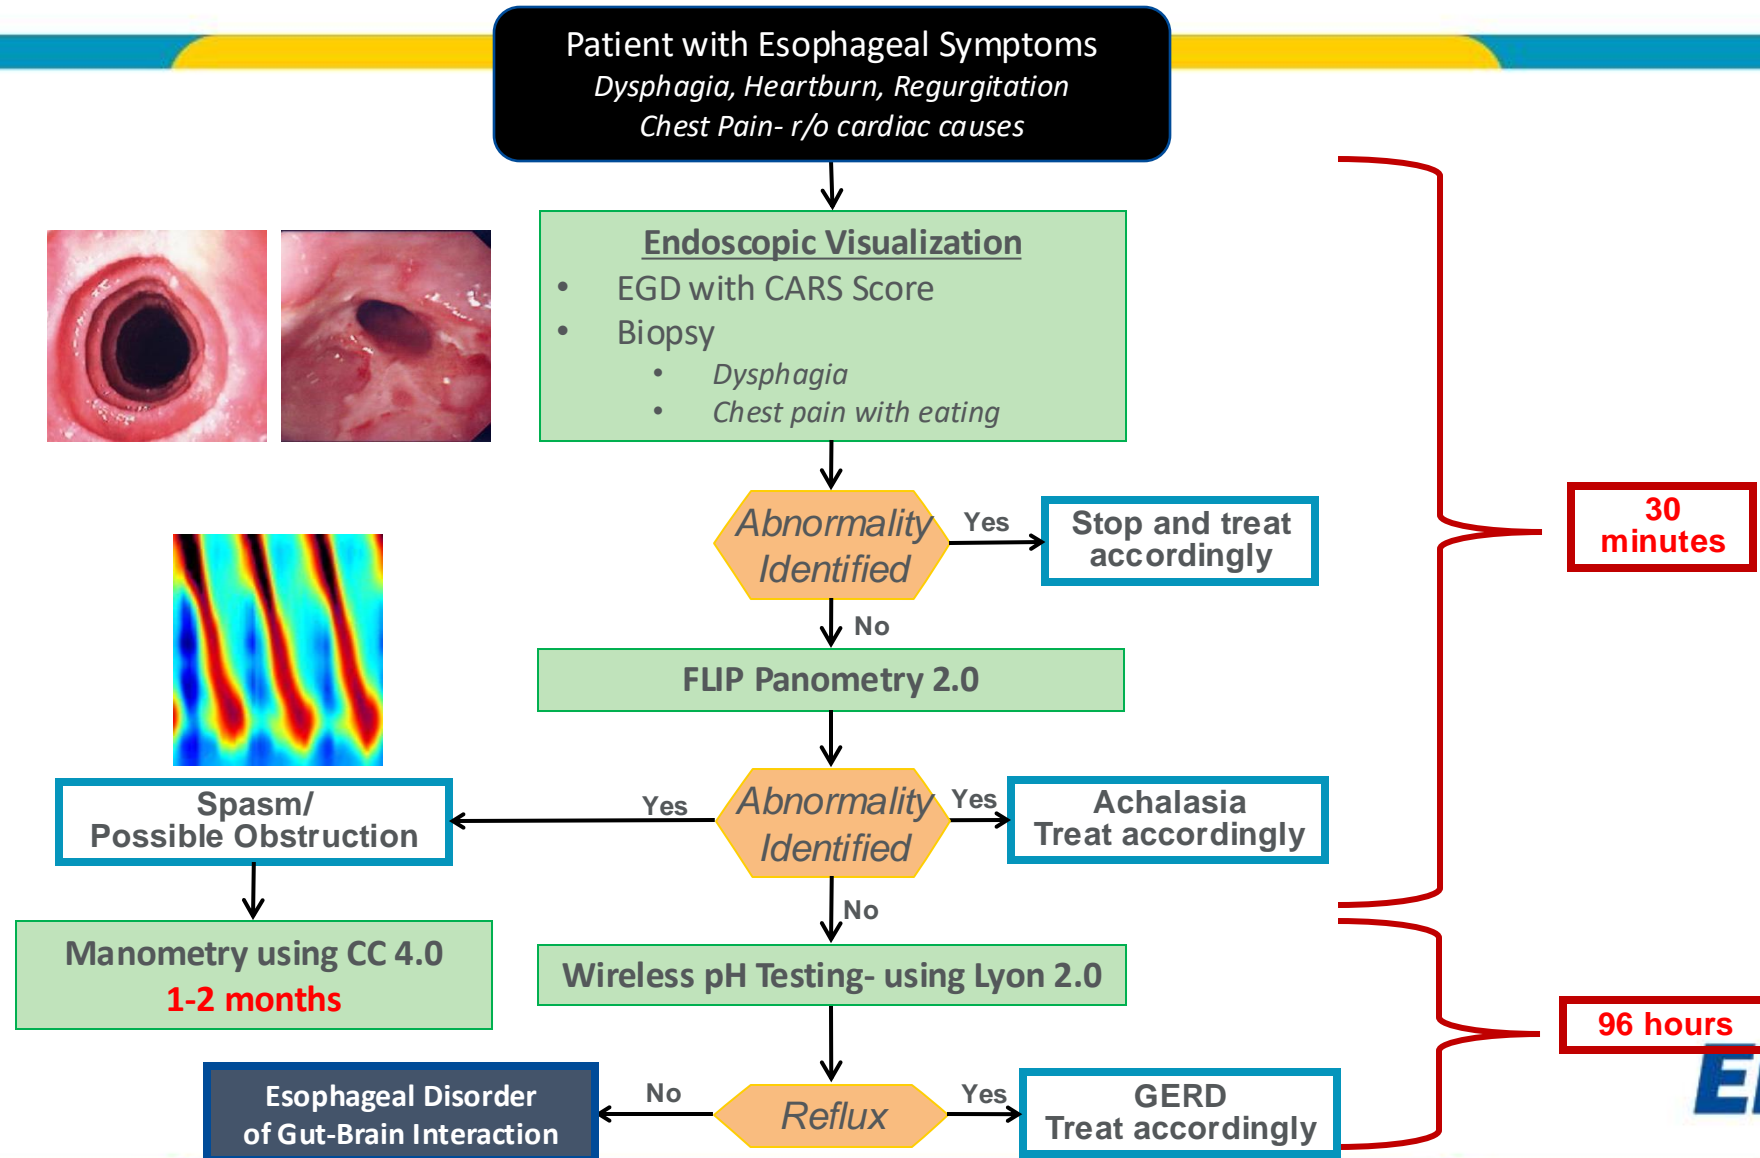 Patient with Esophageal Symptoms
Dysphagia, Heartburn, Regurgitation
Chest Pain- r/o cardiac causes
Endoscopic Visualization
• EGD with CARS Score
• Biopsy
• Dysphagia
• Chest pain with eating
Abnormality
Identified
Yes
Stop and treat
accordingly
30
minutes
No
FLIP Panometry 2.0
Spasm/
Possible Obstruction
Yes
Abnormality
Identified
Yes
Achalasia
Treat accordingly
No
Manometry using CC 4.0
1-2 months
Wireless pH Testing- using Lyon 2.0
96 hours
Esophageal Disorder
of Gut-Brain Interaction
No
Reflux
Yes
GERD
Treat accordingly